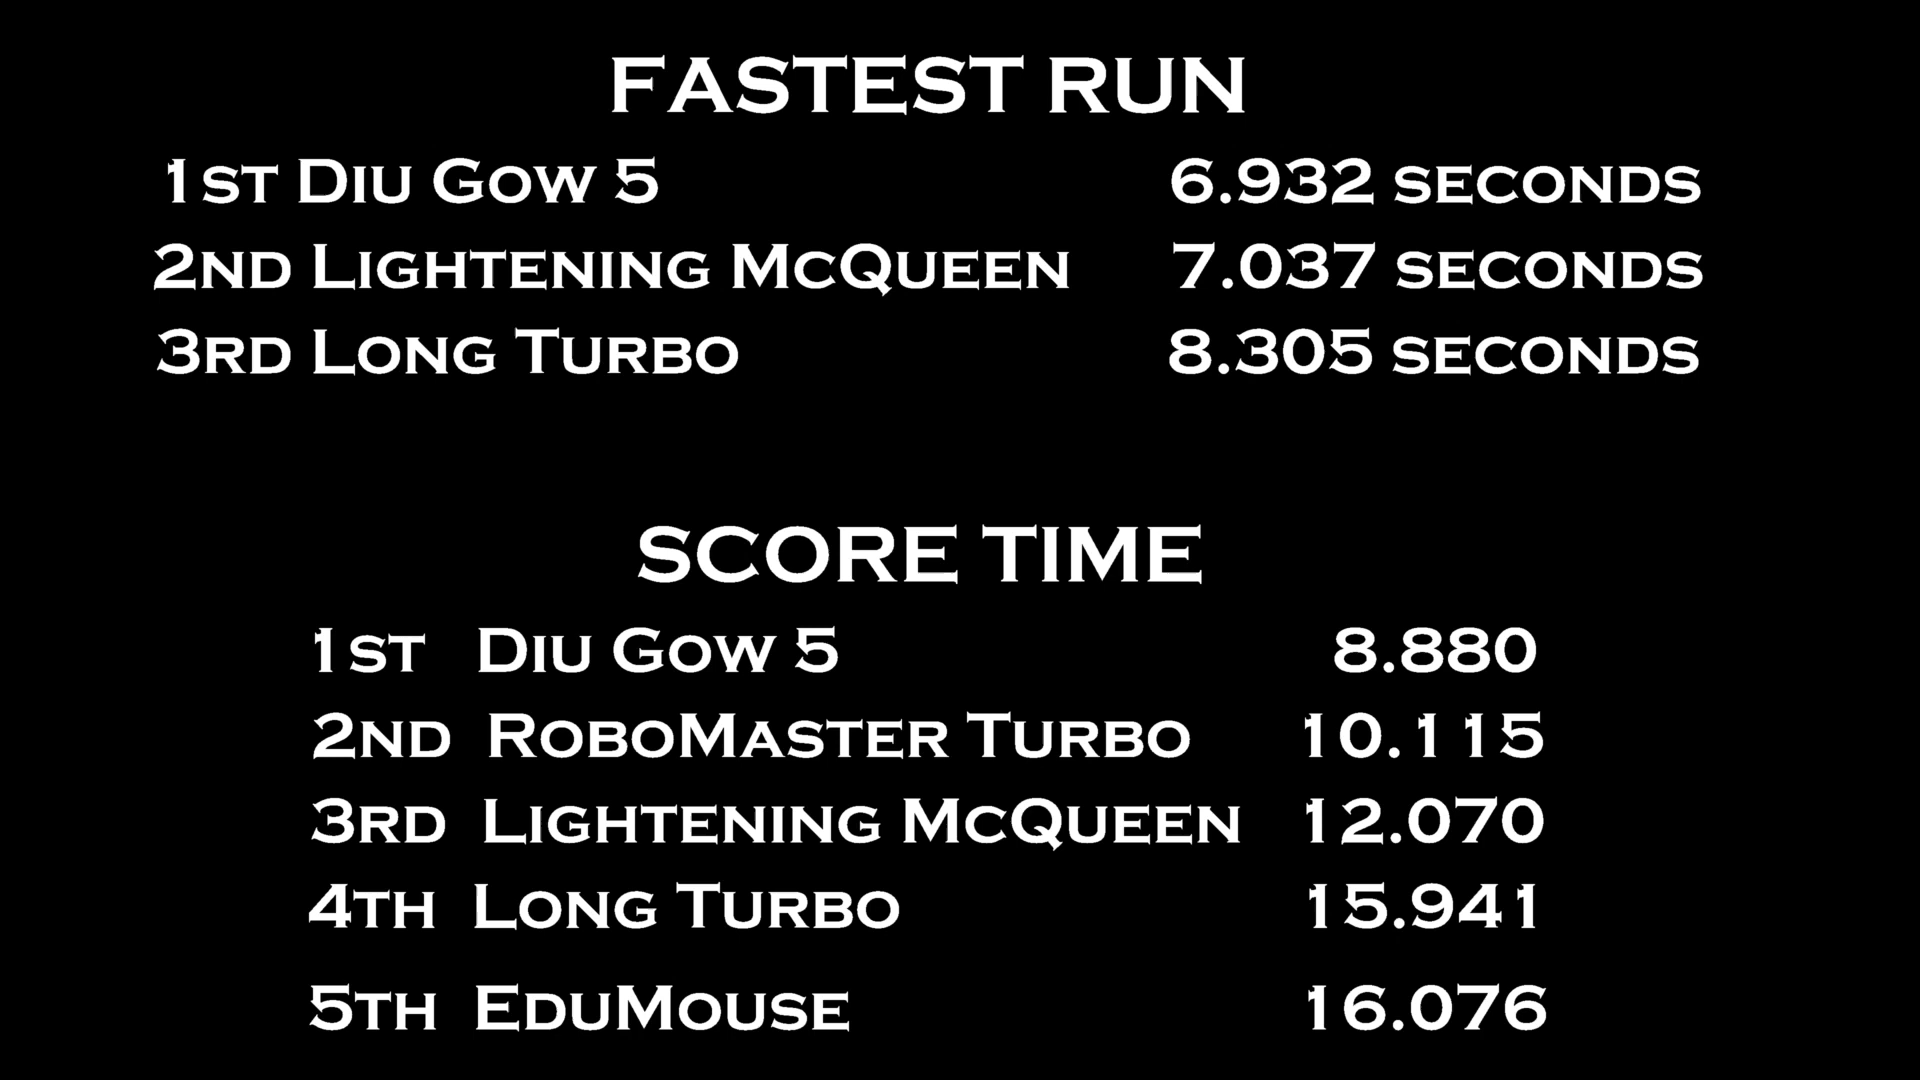 FASTEST RUN
1st Diu Gow 5 6.932 seconds
2nd Lightening McQueen 7.037 seconds
3rd Long Turbo 8.305 seconds
SCORE TIME
1st Diu Gow 5 8.880
2nd RoboMaster Turbo 10.115
3rd Lightening McQueen 12.070
4th Long Turbo 15.941
5th EduMouse 16.076